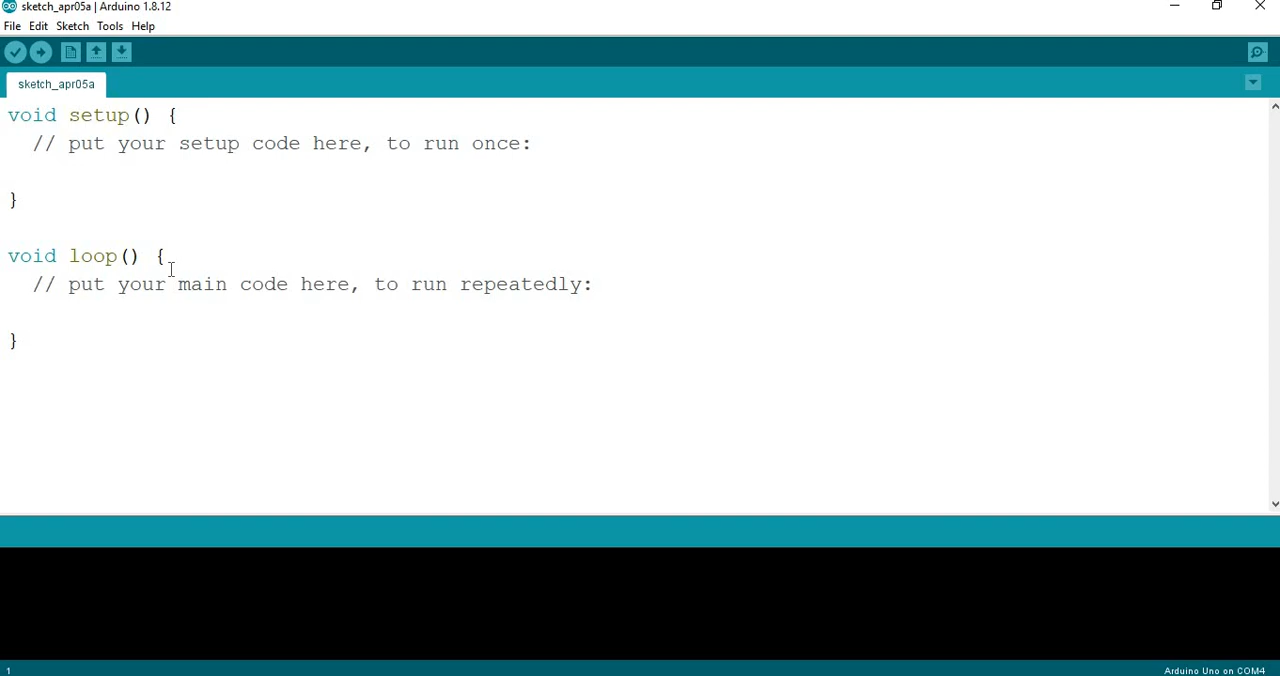 sketch_apr05a | Arduino 1.8.12
File Edit Sketch Tools Help
sketch_apr05a
void setup() {
// put your setup code here, to run once:
}
void loop() {
// put your main code here, to run repeatedly:
}
1
Arduino Uno on COM4